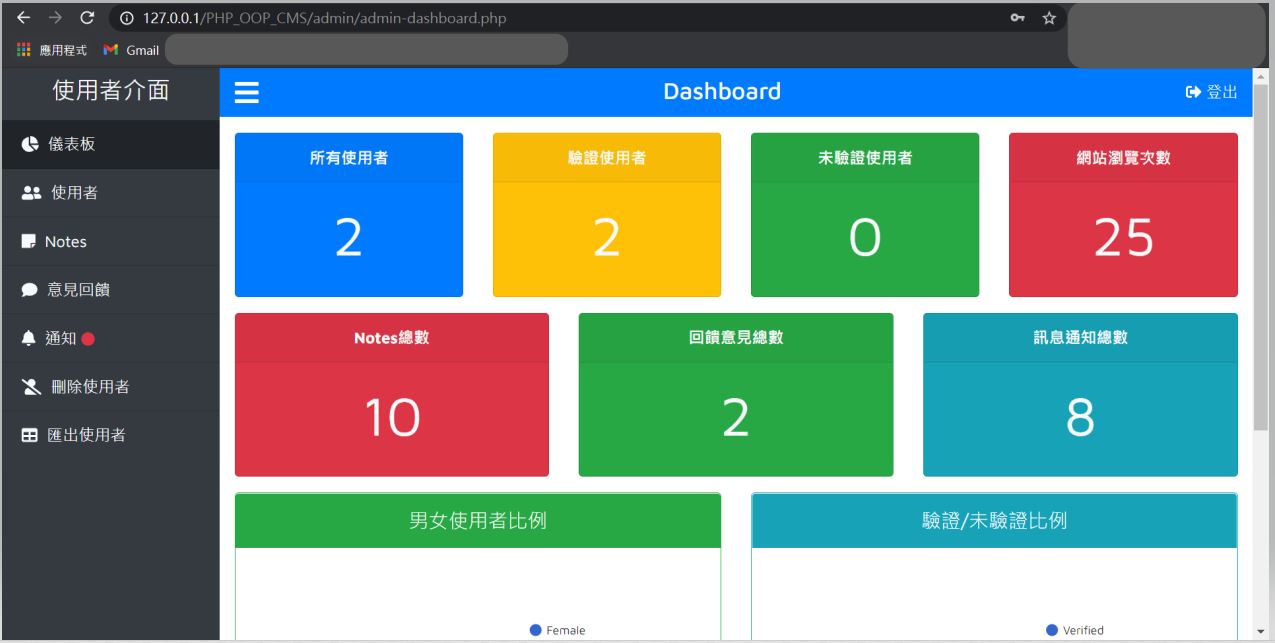 127.0.0.1/PHP_OOP_CMS/admin/admin-dashboard.php
應用程式 Gmail
使用者介面
儀表板
使用者
Notes
意見回饋
通知
刪除使用者
匯出使用者
Dashboard
登出
所有使用者
2
驗證使用者
2
未驗證使用者
0
網站瀏覽次數
25
Notes總數
10
回饋意見總數
2
訊息通知總數
8
男女使用者比例
Female
驗證/未驗證比例
Verified